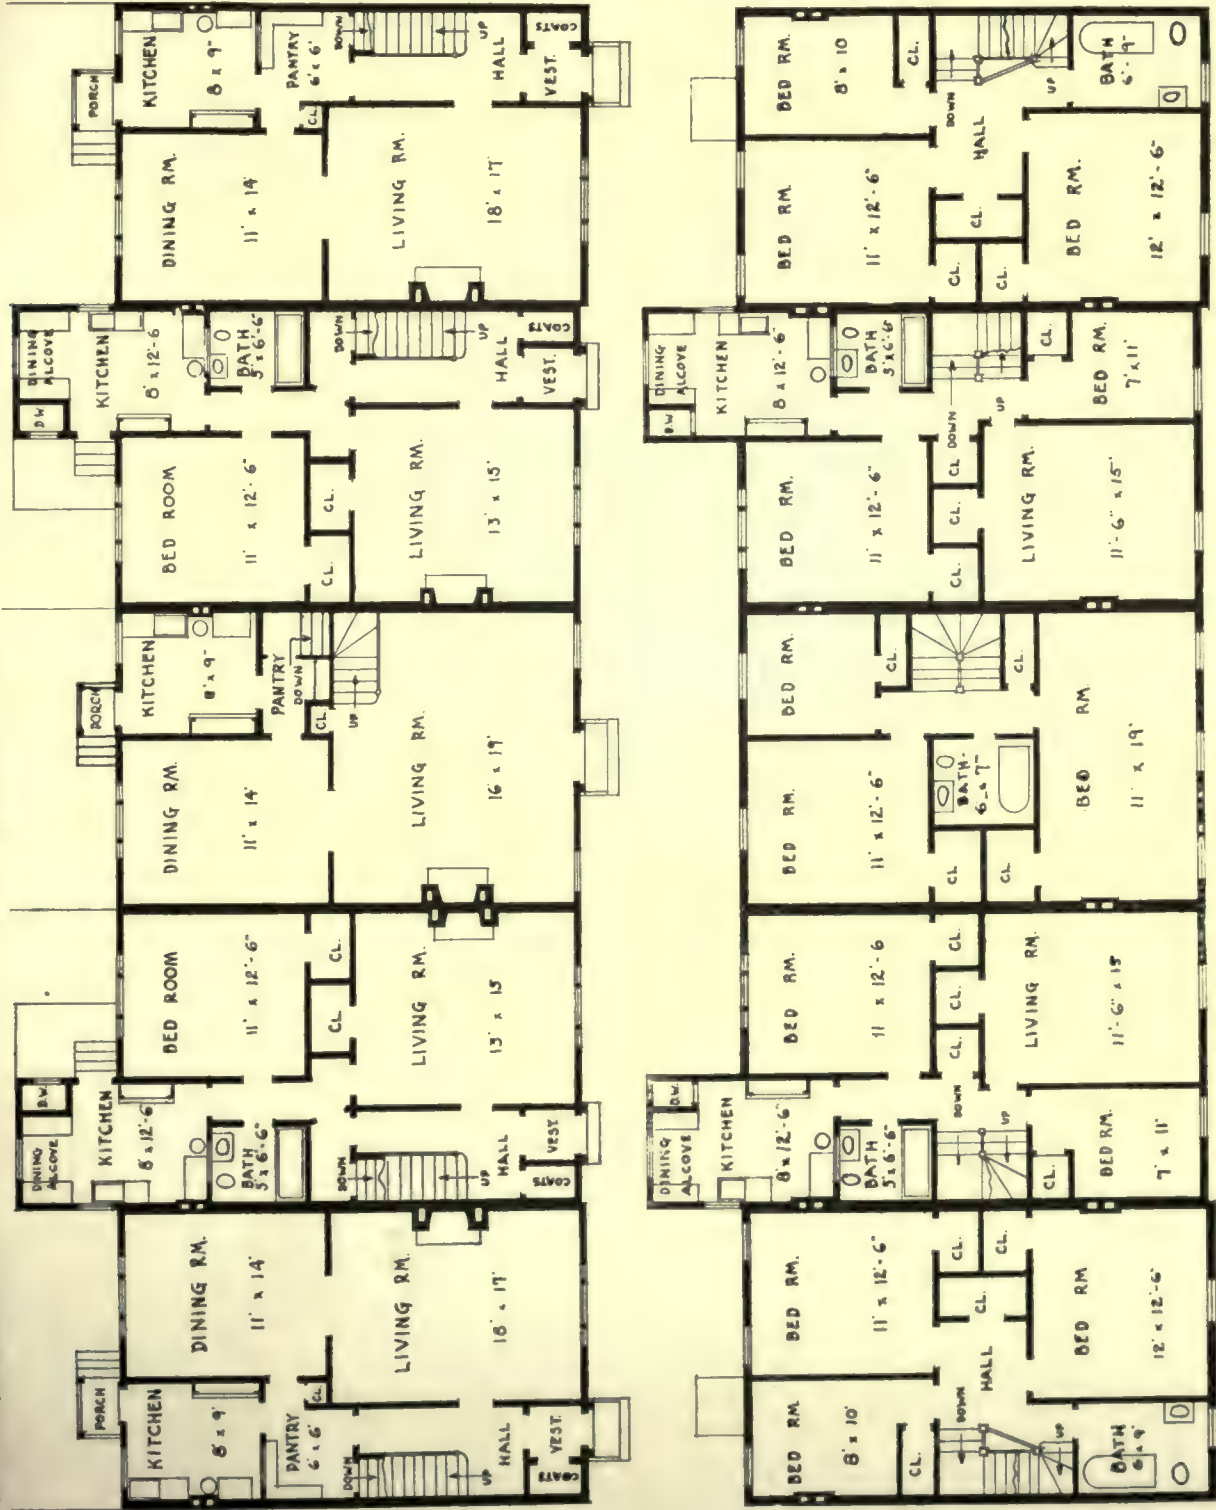 PORCH
KITCHEN
8' x 9'
PANTRY
6' x 6'
CL.
DOWN
UP
HALL
COATS
VEST.
DINING RM.
11' x 14'
LIVING RM.
18' x 17'
DINING
ALCOVE
D.W.
KITCHEN
8' x 12'-6
BATH
5' x 6'-6"
DOWN
UP
HALL
COATS
VEST
BED ROOM
11' x 12'-6"
CL.
CL.
LIVING RM.
13' x 15
DINING RM.
11' x 14'
PORCH
KITCHEN
8' x 9'
PANTRY
DOWN
CL.
UP
LIVING RM.
16' x 19'
BED ROOM
11' x 12'-6"
CL.
CL.
LIVING RM.
13' x 15'
D.W.
DINING
ALCOVE
KITCHEN
8' x 12'-6
BATH
5' x 6'-6"
DOWN
UP
HALL
COATS
VEST.
DINING RM.
11' x 14'
LIVING RM.
18' x 17'
PORCH
KITCHEN
8' x 9'
PANTRY
6' x 6'
CL.
DOWN
UP
HALL
COATS
VEST.
BED RM.
8' x 10'
CL.
DOWN
HALL
UP
BATH
6' x 9'
BED RM.
11' x 12'-6"
CL.
CL.
CL.
BED RM
12' x 12'-6"
DINING
ALCOVE
D.W.
KITCHEN
8' x 12'-6"
BATH
5' x 6'-6"
DOWN
UP
CL.
BED RM.
7' x 11'
BED RM.
11 x 12'-6
CL.
CL.
CL.
LIVING RM.
11'-6" x 15
BED RM.
11' x 12'-6"
CL
CL.
BATH-
6 x 7
BED RM.
CL.
CL.
BED RM.
11' x 19'
BED RM.
11' x 12'-6"
CL.
CL.
CL
LIVING RM.
11'-6" x 15'
D.W.
DINING
ALCOVE
KITCHEN
8 x 12'-6"
BATH
5' x 6'-6"
DOWN
UP
CL.
BED RM.
7' x 11'
BED RM.
11' x 12'-6"
CL.
CL.
CL.
BED RM.
12' x 12'-6"
BED RM.
8' x 10
CL.
DOWN
HALL
UP
BATH
6'-9"